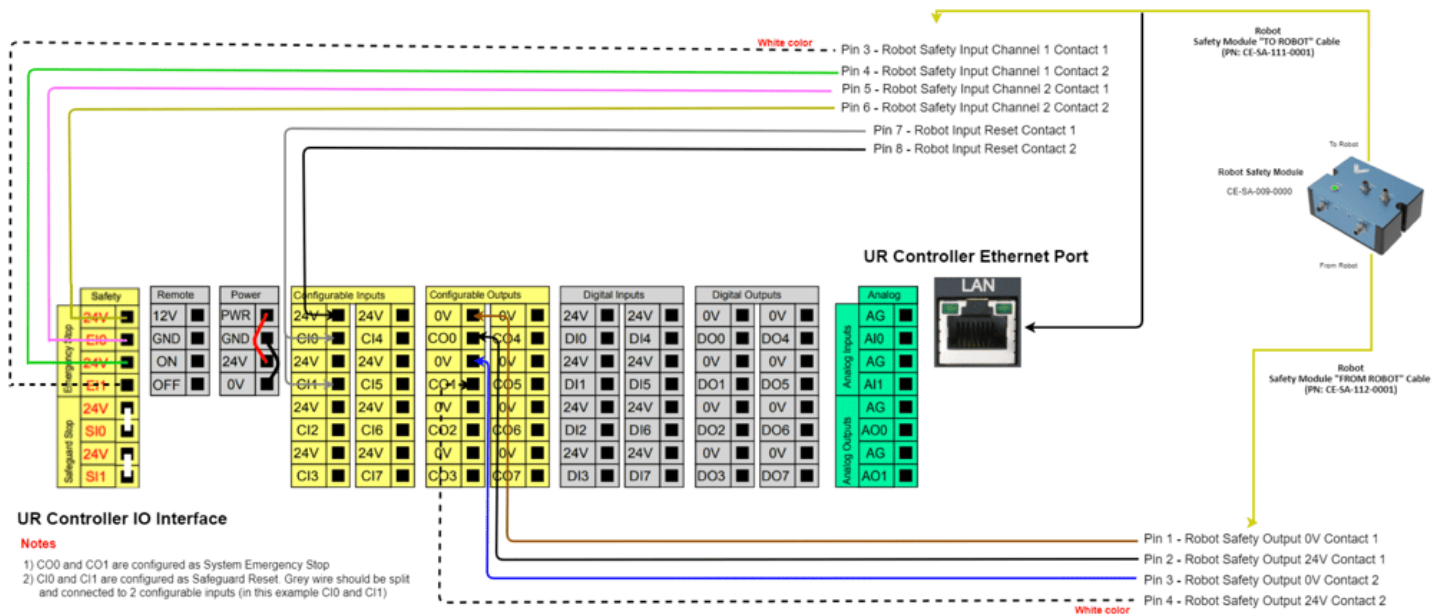 Robot
Safety Module "TO ROBOT" Cable
(PN: CE-SA-111-0001)
White color
Pin 3 - Robot Safety Input Channel 1 Contact 1
Pin 4 - Robot Safety Input Channel 1 Contact 2
Pin 5 - Robot Safety Input Channel 2 Contact 1
Pin 6 - Robot Safety Input Channel 2 Contact 2
Pin 7 - Robot Input Reset Contact 1
Pin 8 - Robot Input Reset Contact 2
To Robot
Robot Safety Module
CE-SA-009-0000
From Robot
UR Controller Ethernet Port
LAN
Safety
Emergency Stop
24V
EI0
24V
EI1
Safeguard Stop
24V
SI0
24V
SI1
Remote
12V
GND
ON
OFF
Power
PWR
GND
24V
0V
Configurable Inputs
24V 24V
CI0 CI4
24V 24V
CI1 CI5
24V 24V
CI2 CI6
24V 24V
CI3 CI7
Configurable Outputs
0V 0V
CO0 CO4
0V 0V
CO1 CO5
0V 0V
CO2 CO6
0V 0V
CO3 CO7
Digital Inputs
24V 24V
DI0 DI4
24V 24V
DI1 DI5
24V 24V
DI2 DI6
24V 24V
DI3 DI7
Digital Outputs
0V 0V
DO0 DO4
0V 0V
DO1 DO5
0V 0V
DO2 DO6
0V 0V
DO3 DO7
Analog
Analog Inputs
AG
AI0
AG
AI1
Analog Outputs
AG
AO0
AG
AO1
Robot
Safety Module "FROM ROBOT" Cable
(PN: CE-SA-112-0001)
UR Controller IO Interface
Notes
1) CO0 and CO1 are configured as System Emergency Stop
2) CI0 and CI1 are configured as Safeguard Reset. Grey wire should be split
and connected to 2 configurable inputs (in this example CI0 and CI1)
Pin 1 - Robot Safety Output 0V Contact 1
Pin 2 - Robot Safety Output 24V Contact 1
Pin 3 - Robot Safety Output 0V Contact 2
Pin 4 - Robot Safety Output 24V Contact 2
White color